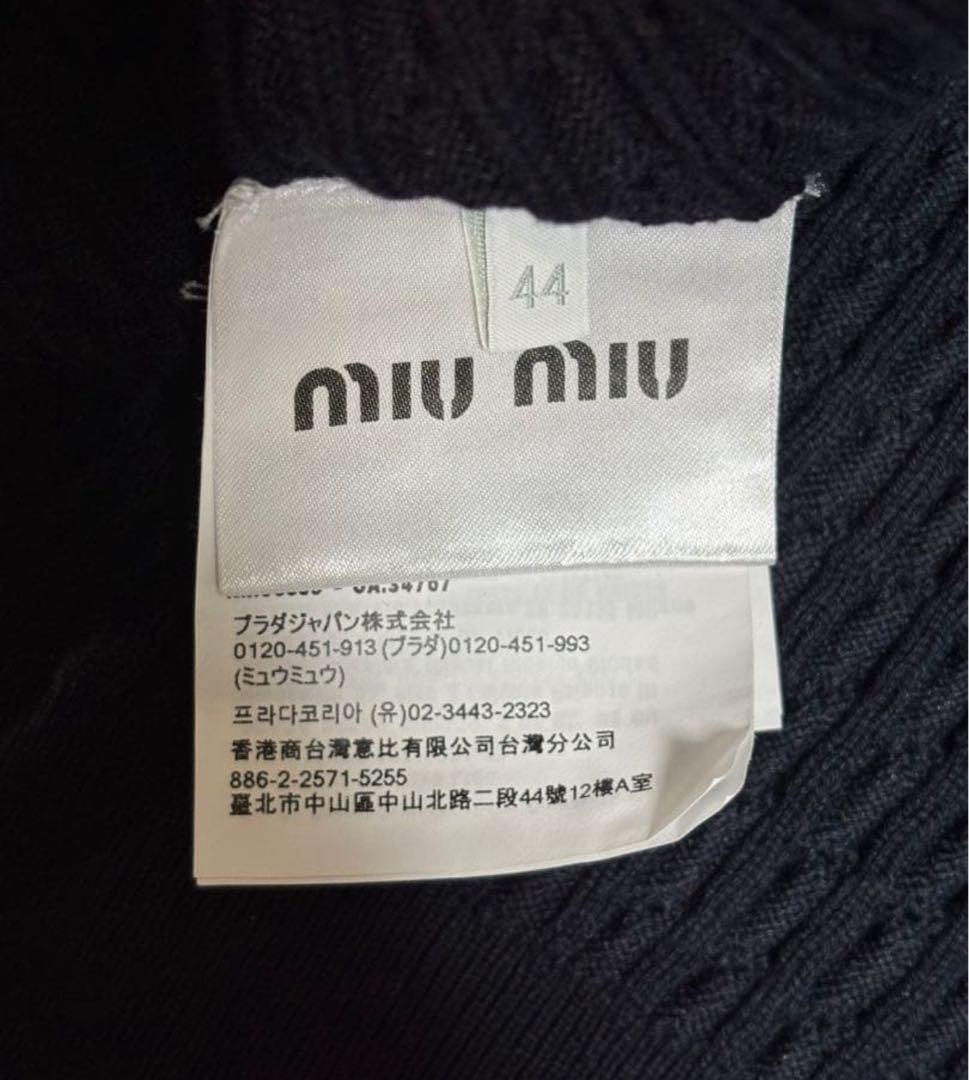 44
miu miu
CA:34767
プラダジャパン株式会社
0120-451-913 (プラダ)0120-451-993
(ミュウミュウ)
프라다코리아 (유)02-3443-2323
香港商台灣意比有限公司台灣分公司
886-2-2571-5255
臺北市中山區中山北路二段44號12樓A室